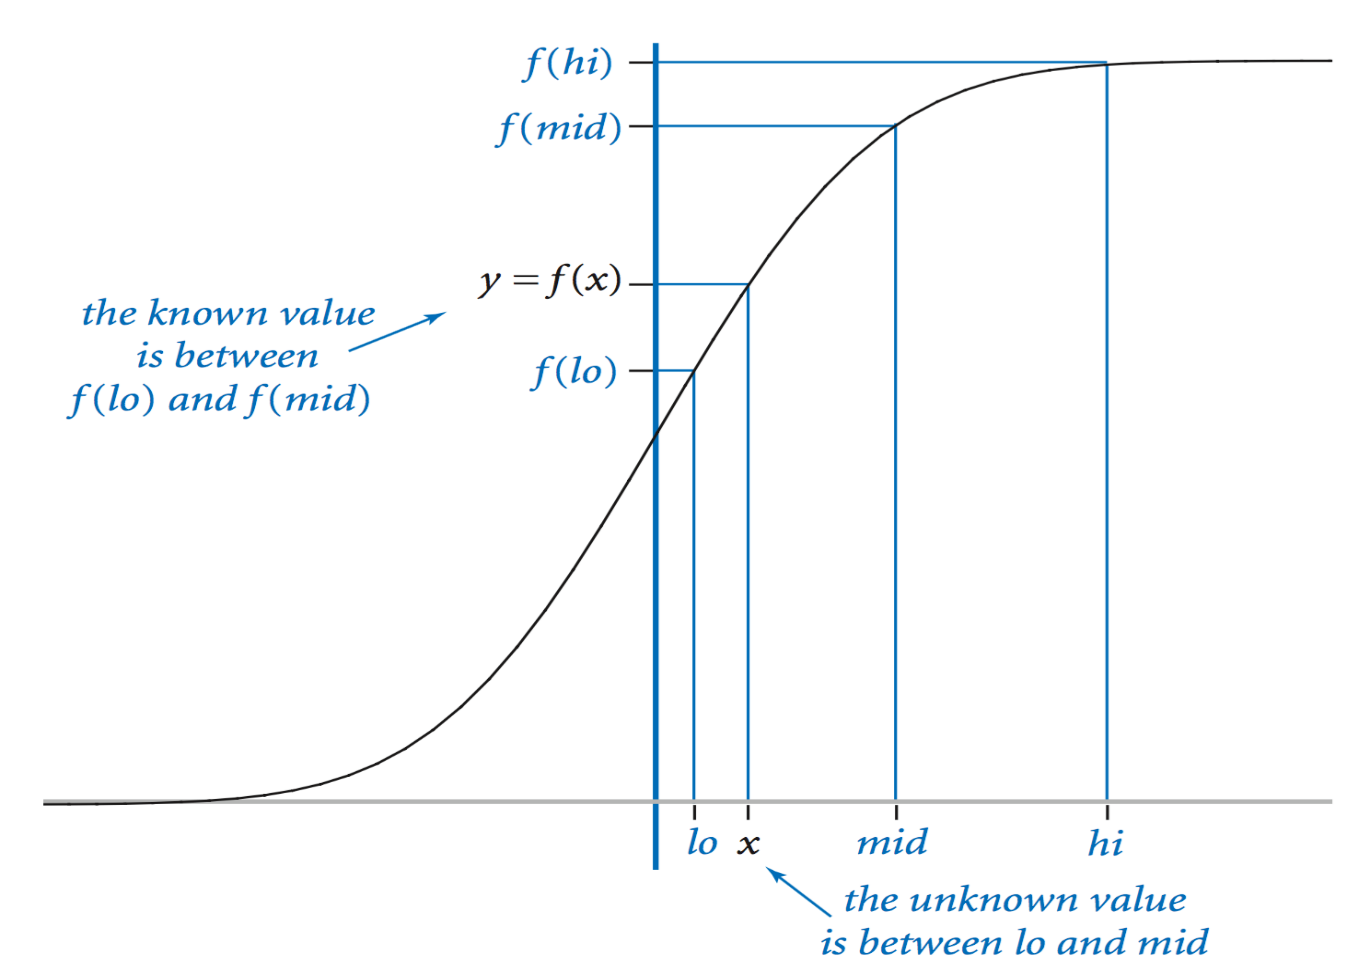 f(hi)
f(mid)
y = f(x)
the known value
is between
f(lo) and f(mid)
f(lo)
lo x mid hi
the unknown value
is between lo and mid